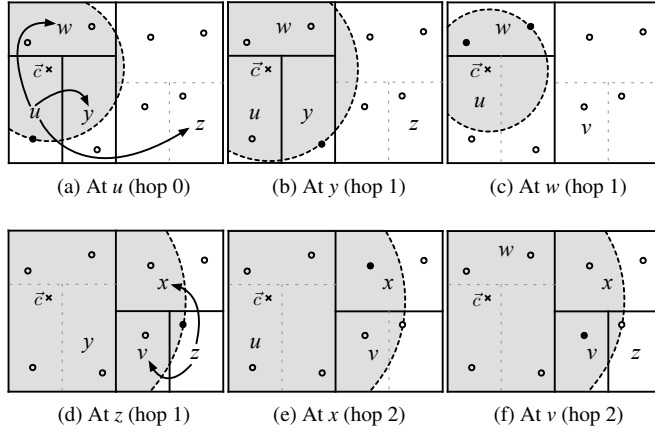 w
c⃗
u y z
(a) At u (hop 0)
w
c⃗
u y z
(b) At y (hop 1)
w
c⃗
u v
(c) At w (hop 1)
x
c⃗
y v z
(d) At z (hop 1)
x
c⃗
u v
(e) At x (hop 2)
w
x
c⃗
v z
(f) At v (hop 2)